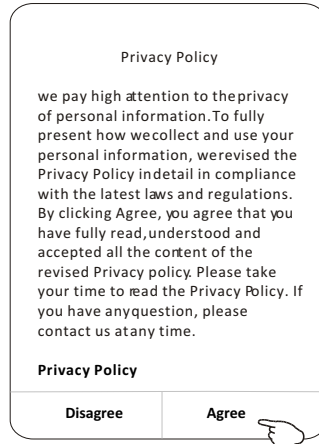 Privacy Policy
we pay high attention to theprivacy
of personal information.To fully
present how wecollect and use your
personal information, werevised the
Privacy Policy indetail in compliance
with the latest laws and regulations.
By clicking Agree, you agree that you
have fully read,understood and
accepted all the content of the
revised Privacy policy. Please take
your time to read the Privacy Policy. If
you have anyquestion, please
contact us atany time.
Privacy Policy
Disagree Agree